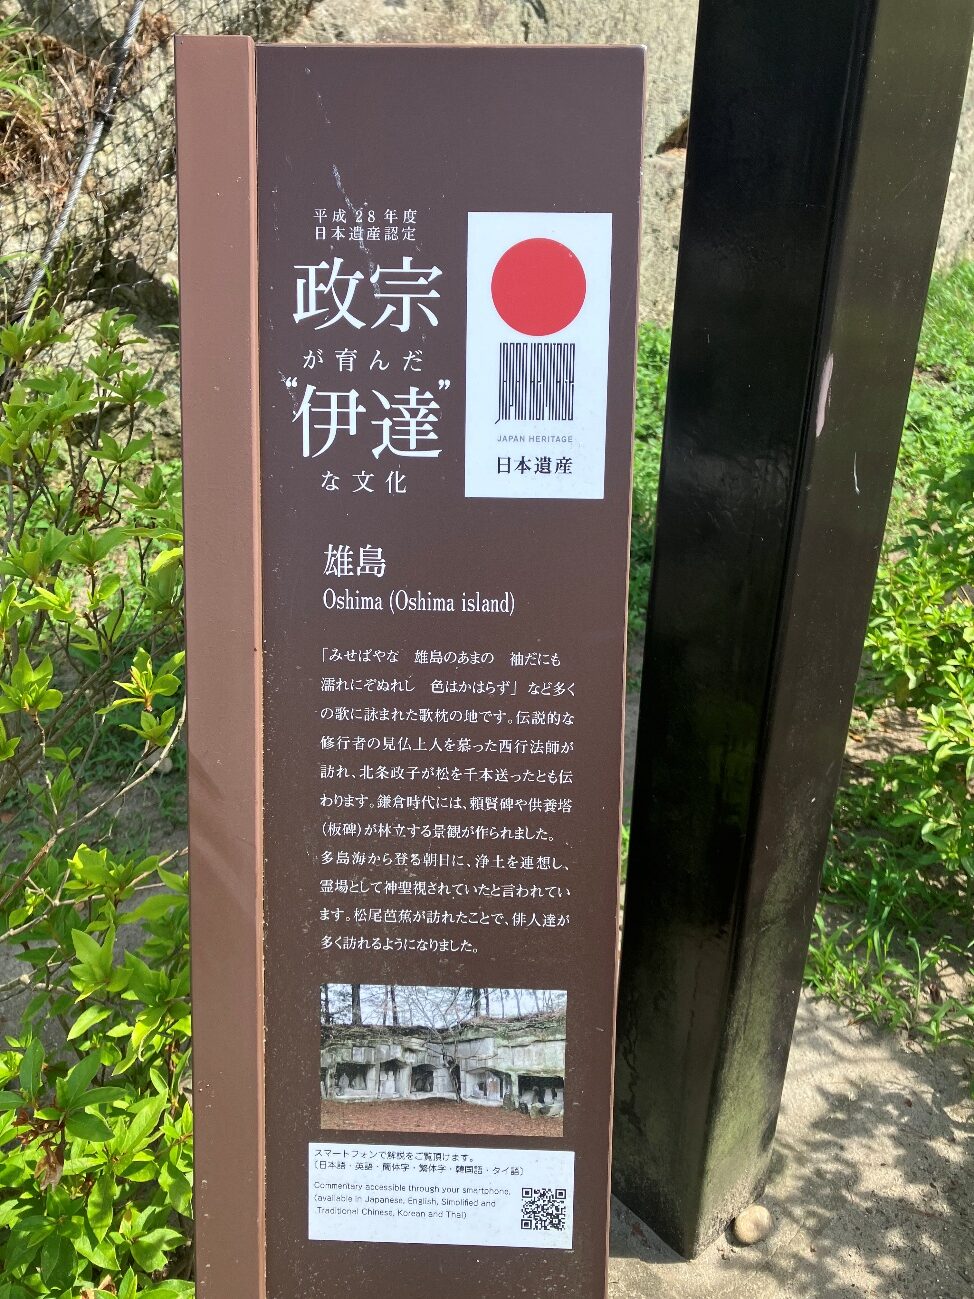 平成28年度
日本遺産認定
政宗
が育んだ
“伊達”
な文化
JAPAN HERITAGE
JAPAN HERITAGE
日本遺産
雄島
Oshima (Oshima island)
「みせばやな　雄島のあまの　袖だにも
濡れにぞぬれし　色はかはらず」など多く
の歌に詠まれた歌枕の地です。伝説的な
修行者の見仏上人を慕った西行法師が
訪れ、北条政子が松を千本送ったとも伝
わります。鎌倉時代には、頼賢碑や供養塔
（板碑）が林立する景観が作られました。
多島海から登る朝日に、浄土を連想し、
霊場として神聖視されていたと言われてい
ます。松尾芭蕉が訪れたことで、俳人達が
多く訪れるようになりました。
スマートフォンで解説をご覧頂けます。
（日本語・英語・簡体字・繁体字・韓国語・タイ語）
Commentary accessible through your smartphone.
(available in Japanese, English, Simplified and
Traditional Chinese, Korean and Thai)